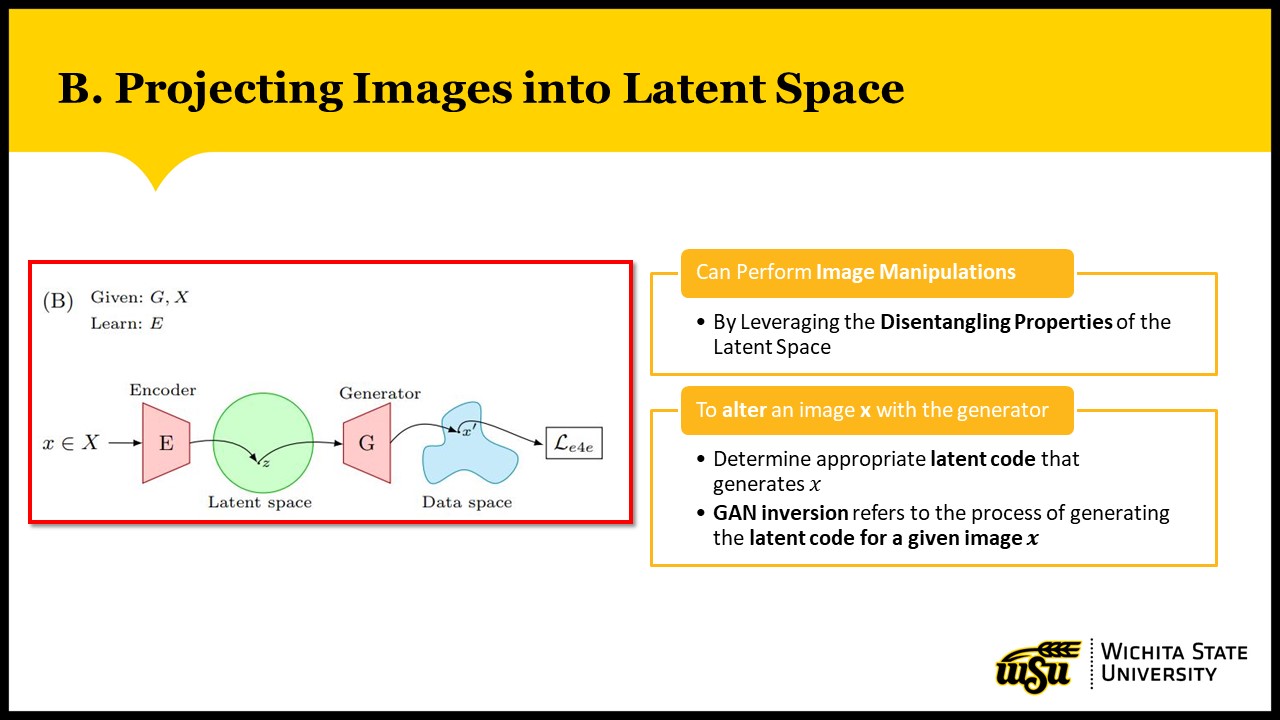 B. Projecting Images into Latent Space
(B) Given: G, X
Learn: E
Encoder
Generator
x ∈ X
E
z
G
x′
ℒe4e
Latent space
Data space
Can Perform Image Manipulations
• By Leveraging the Disentangling Properties of the
Latent Space
To alter an image x with the generator
• Determine appropriate latent code that
generates x
• GAN inversion refers to the process of generating
the latent code for a given image x
WSU
WICHITA STATE
UNIVERSITY